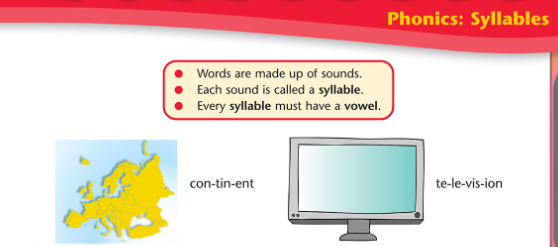 Phonics: Syllables
● Words are made up of sounds.
● Each sound is called a syllable.
● Every syllable must have a vowel.
con-tin-ent
te-le-vis-ion